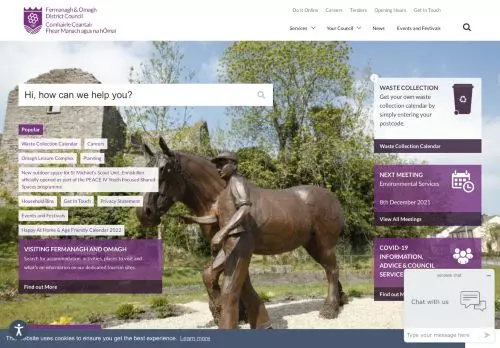 Fermanagh & Omagh
District Council
Comhairle Ceantair
Fhear Manach agus na hÓmaí
Do It Online
Careers
Tenders
Opening Hours
Get In Touch
Services
Your Council
News
Events and Festivals
Hi, how can we help you?
Popular
Waste Collection Calendar
Careers
Omagh Leisure Complex
Planning
New outdoor space for St Michael's Scout Unit, Enniskillen
officially opened as part of the PEACE IV Youth Focused Shared
Spaces programme
Household Bins
Get In Touch
Privacy Statement
Events and Festivals
Happy At Home & Age Friendly Calendar 2022
VISITING FERMANAGH AND OMAGH
Search for accommodation, activities, places to visit and
what's on information on our dedicated tourism sites.
Find out more
WASTE COLLECTION
Get your own waste
collection calendar by
simply entering your
postcode.
Waste Collection Calendar
NEXT MEETING
Environmental Services
8th December 2021
View All Meetings
COVID-19
INFORMATION,
ADVICE & COUNCIL
SERVICE
Find out more
Chat with us
Type your message here
This website uses cookies to ensure you get the best experience. Learn more